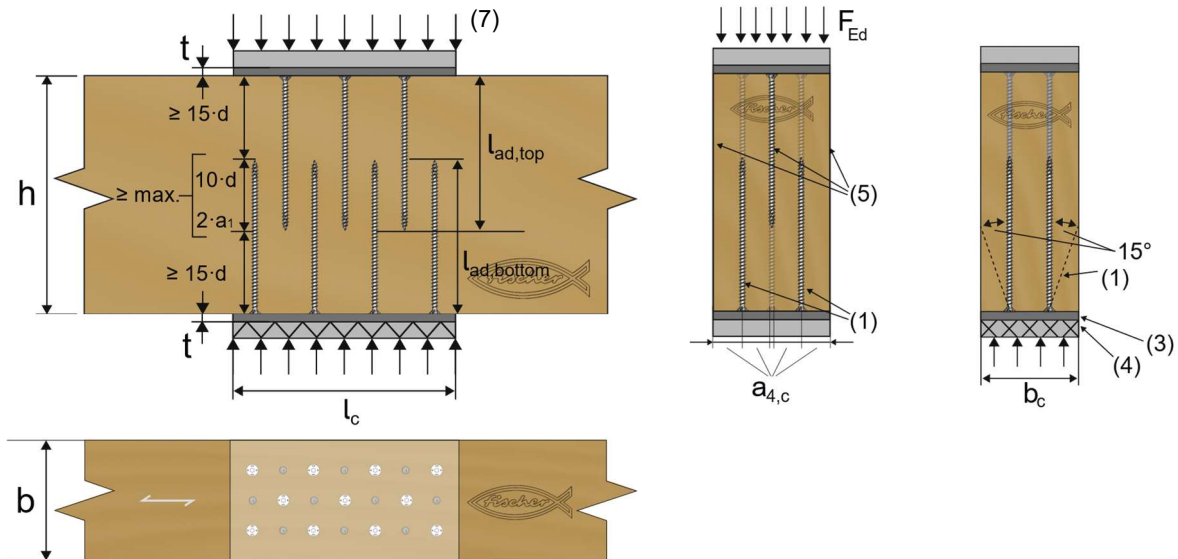 (7)
t
≥ 15·d
h
≥ max.
10·d
2·a₁
l ad,top
≥ 15·d
l ad,bottom
fischer
t
l c
b
fischer
F Ed
fischer
(5)
(1)
a 4,c
fischer
15°
(1)
(3)
(4)
b c